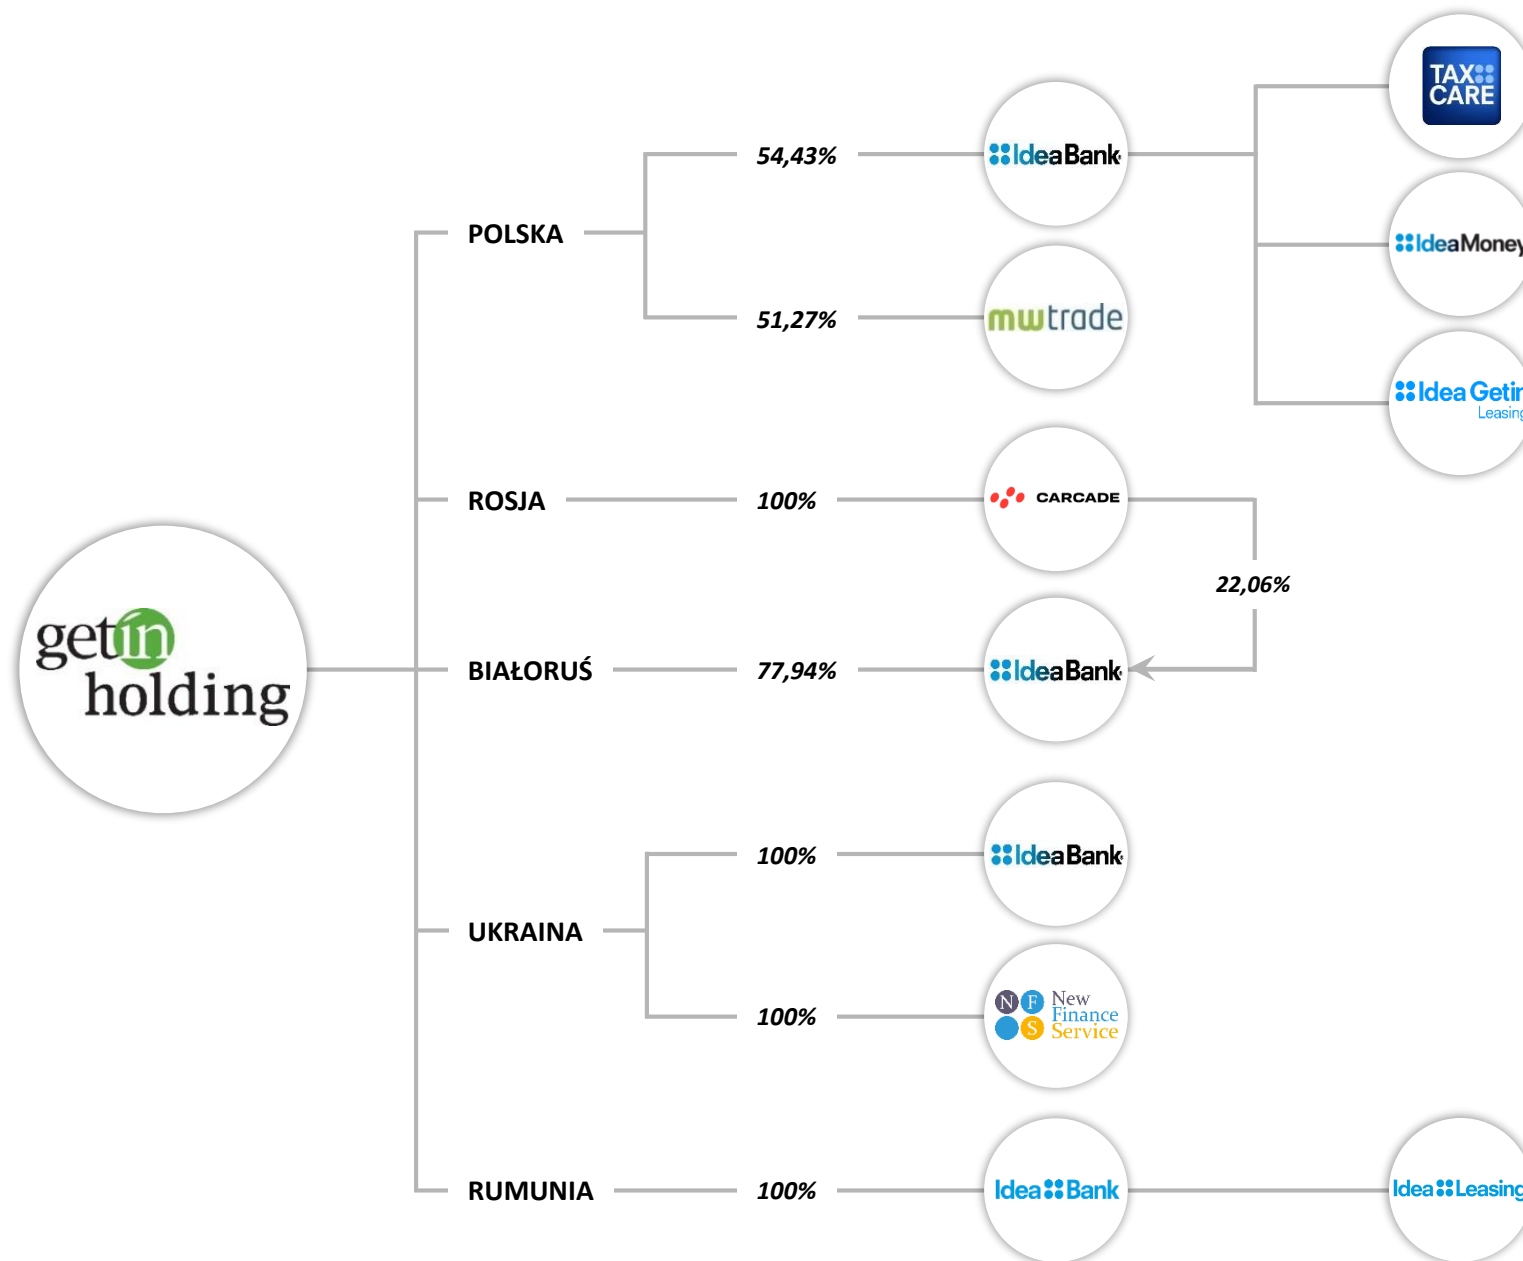 getin
holding
POLSKA
54,43%
IdeaBank
TAX
CARE
IdeaMoney
Idea Getin
Leasing
51,27%
mwtrade
ROSJA
100%
CARCADE
22,06%
BIAŁORUŚ
77,94%
IdeaBank
UKRAINA
100%
IdeaBank
100%
N F S
New
Finance
Service
RUMUNIA
100%
Idea Bank
Idea Leasing